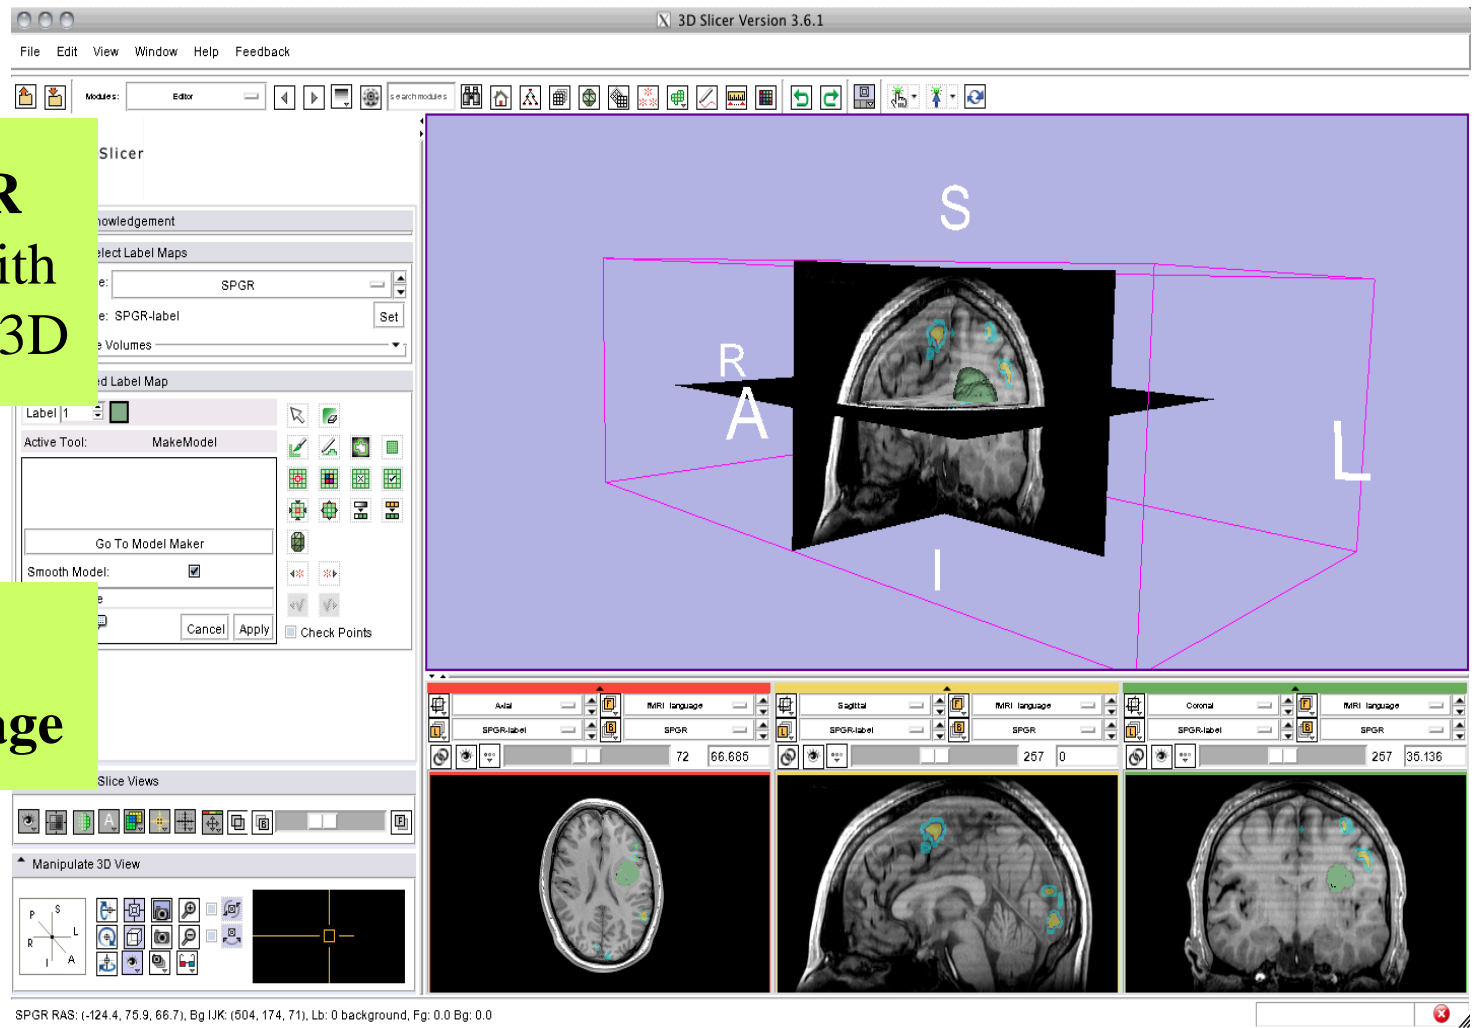 3D Slicer Version 3.6.1
File Edit View Window Help Feedback
Modules: Editor search modules
Slicer
R
ith
3D
nowledgement
elect Label Maps
e: SPGR
e: SPGR-label Set
e Volumes
ed Label Map
Label 1
Active Tool: MakeModel
Go To Model Maker
Smooth Model:
e
Cancel Apply
Check Points
age
Slice Views
Manipulate 3D View
P S
R L
I A
S
R
A
L
I
Axial fMRI language
SPGR-label SPGR
72 66.685
Sagittal fMRI language
SPGR-label SPGR
257 0
Coronal fMRI language
SPGR-label SPGR
257 35.136
SPGR RAS: (-124.4, 75.9, 66.7), Bg IJK: (504, 174, 71), Lb: 0 background, Fg: 0.0 Bg: 0.0